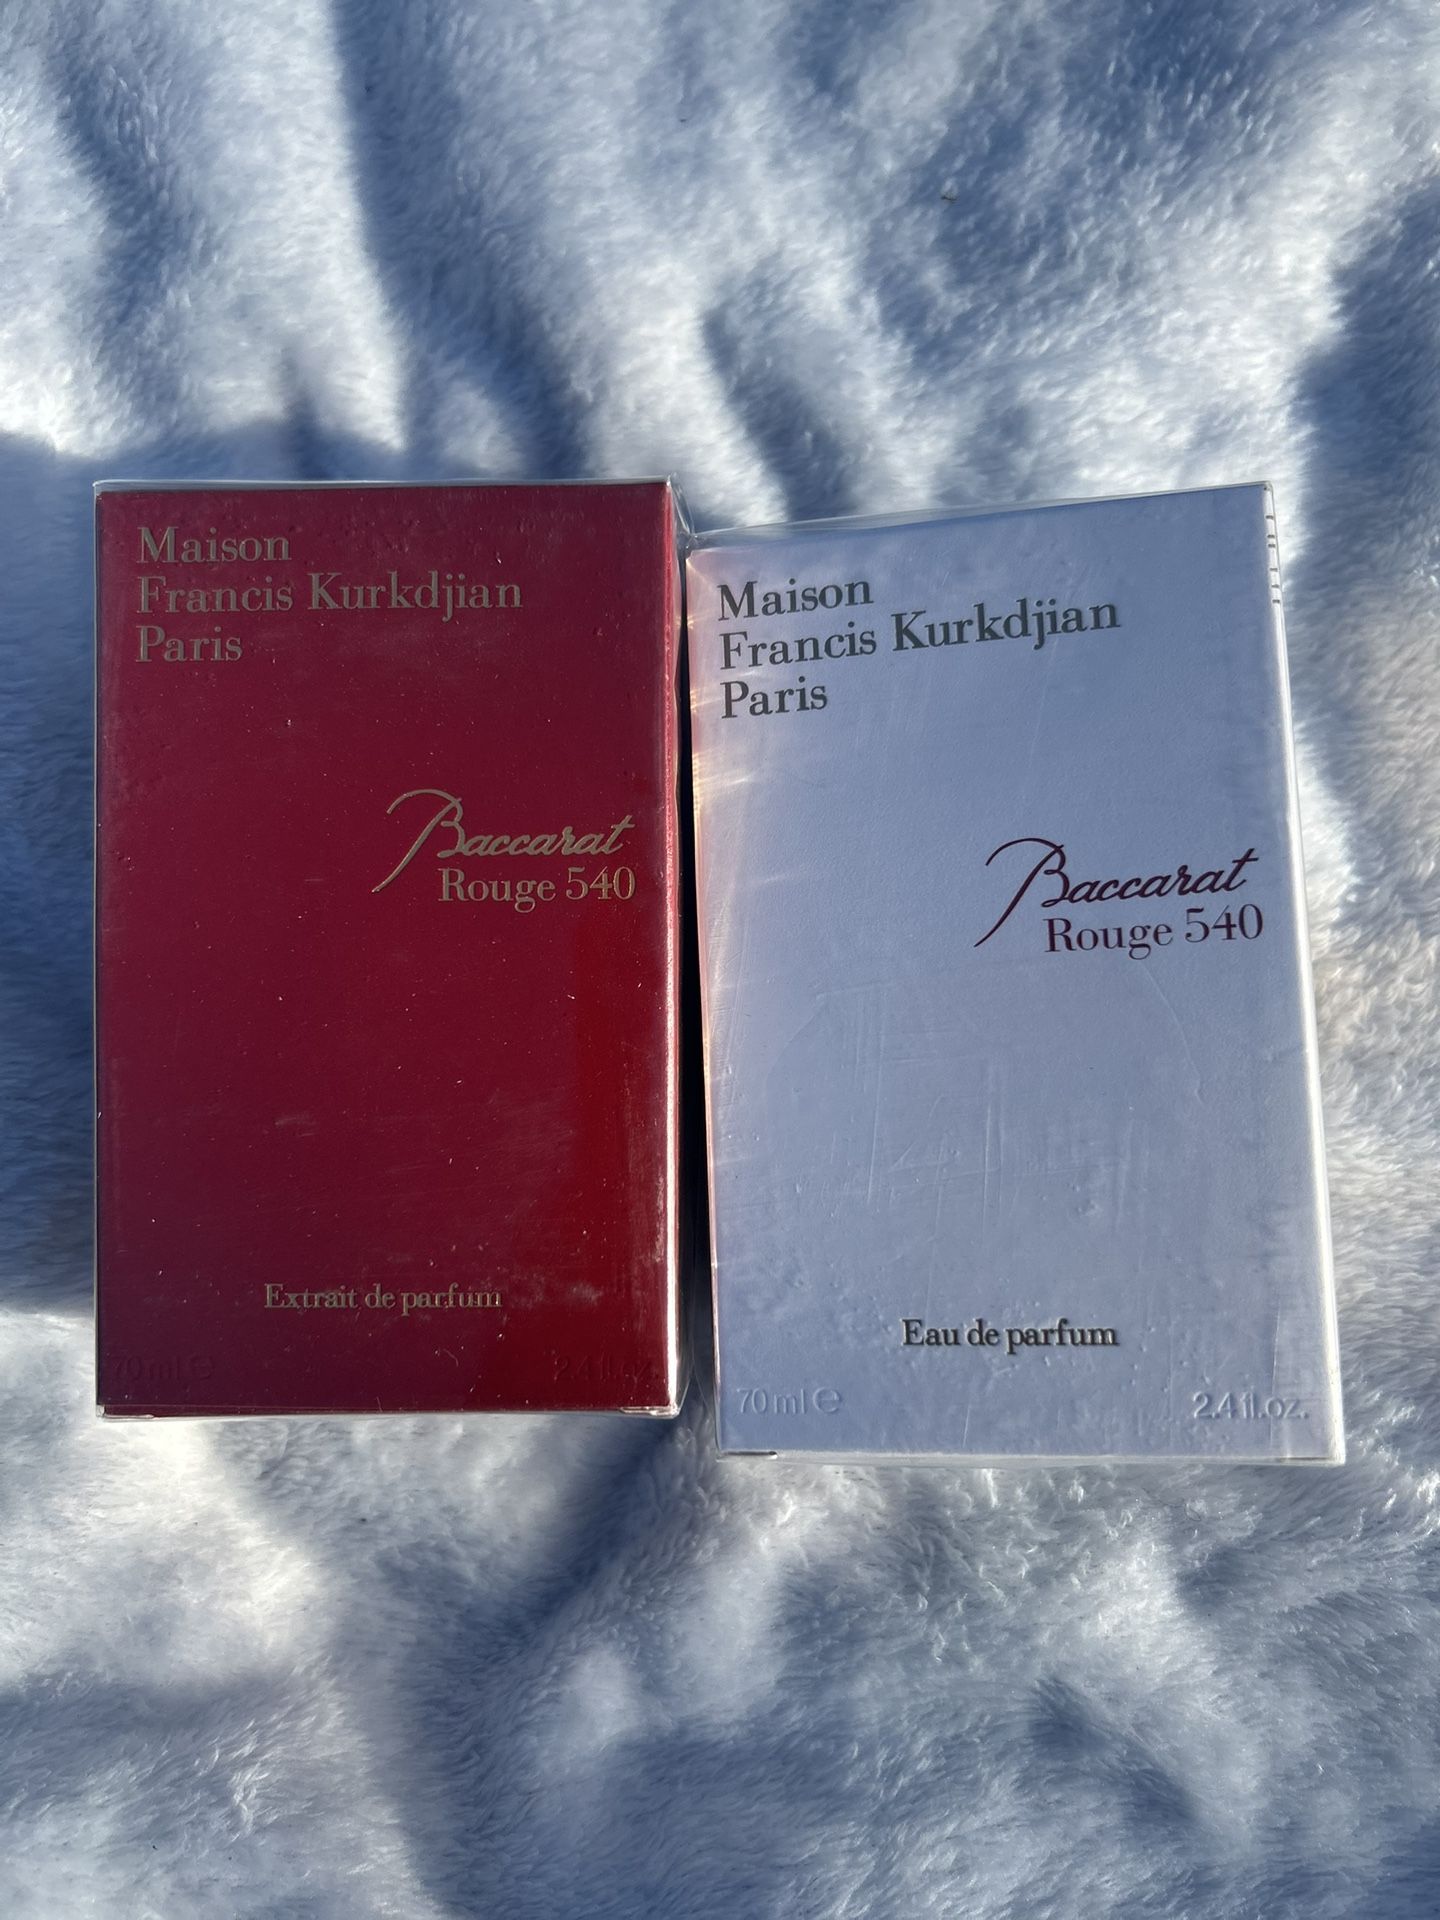 Maison
Francis Kurkdjian
Paris
Baccarat
Rouge 540
Extrait de parfum
70 ml e
2.4 fl.oz.
Maison
Francis Kurkdjian
Paris
Baccarat
Rouge 540
Eau de parfum
70 ml e
2.4 fl.oz.